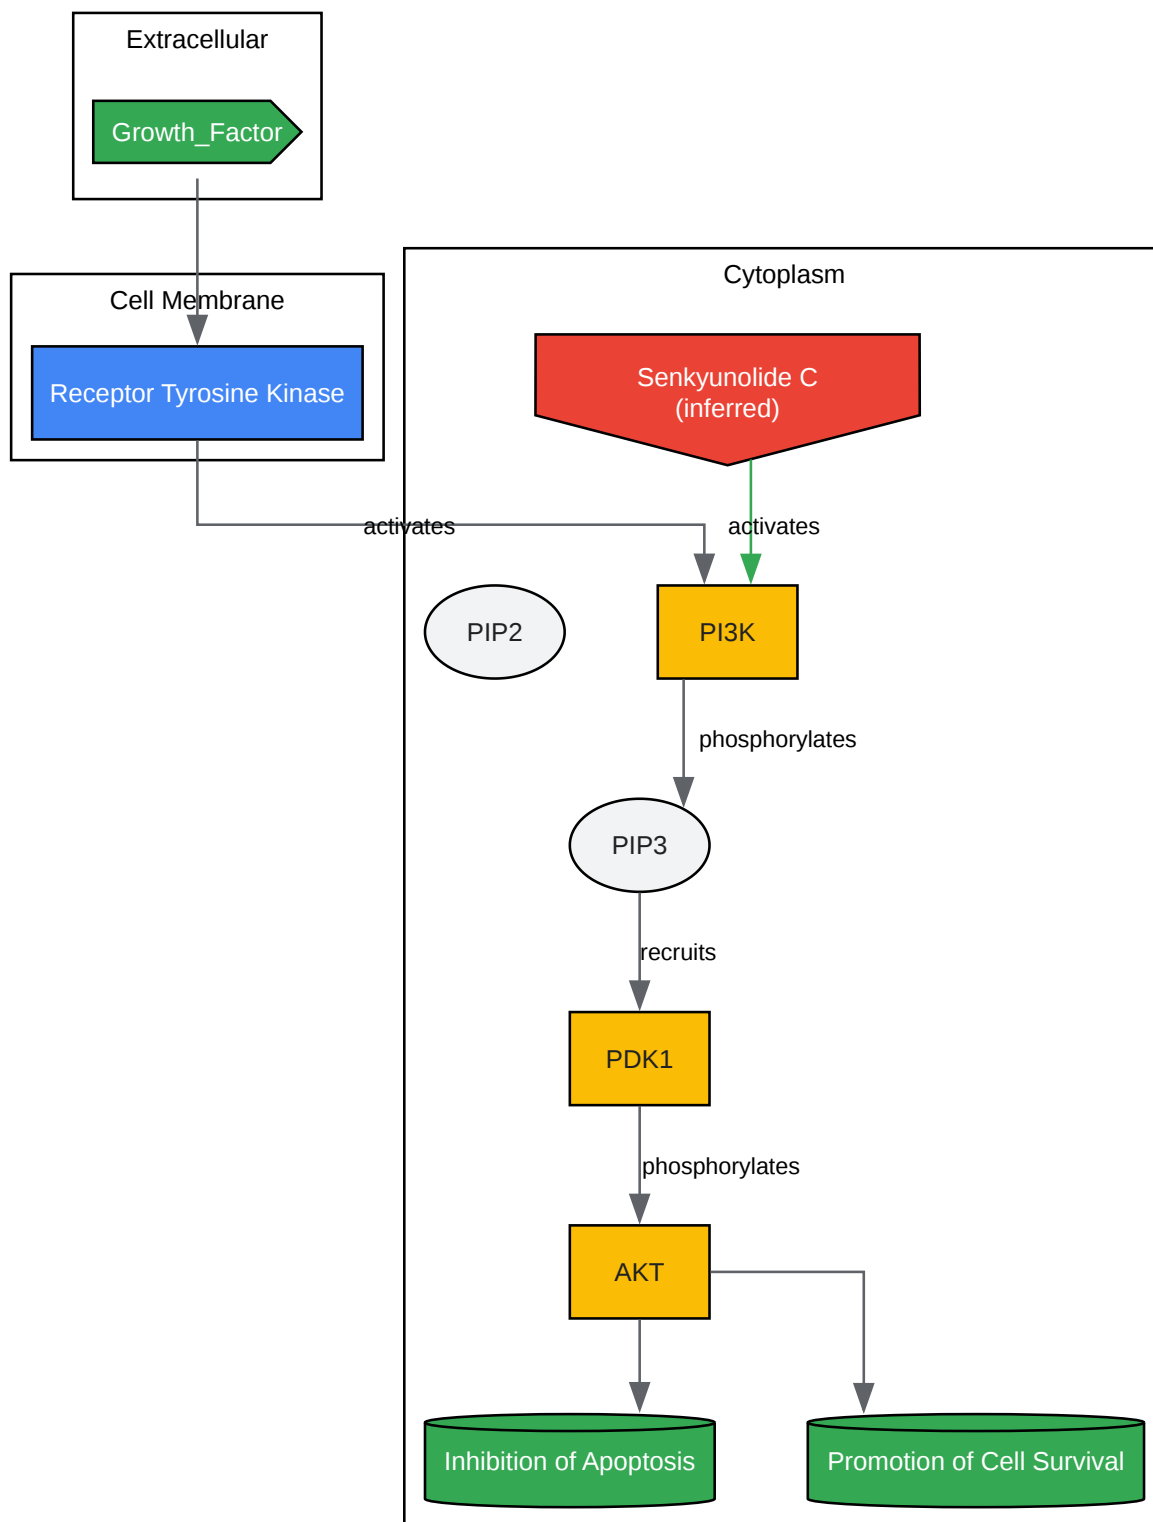 Extracellular
Growth_Factor
Cell Membrane
Receptor Tyrosine Kinase
Cytoplasm
Senkyunolide C
(inferred)
activates
activates
PIP2
PI3K
phosphorylates
PIP3
recruits
PDK1
phosphorylates
AKT
Inhibition of Apoptosis
Promotion of Cell Survival